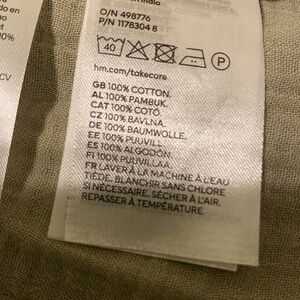 O/N 498776
P/N 1178304 8
40
P
hm.com/takecare
GB 100% COTTON.
AL 100% PAMBUK.
CAT 100% COTÓ.
CZ 100% BAVLNA.
DE 100% BAUMWOLLE.
EE 100% PUUVILL.
ES 100% ALGODÓN.
FI 100% PUUVILLAA.
FR LAVER À LA MACHINE À L'EAU
TIÈDE. BLANCHIR SANS CHLORE
SI NÉCESSAIRE. SÉCHER À L'AIR.
REPASSER À TEMPÉRATURE